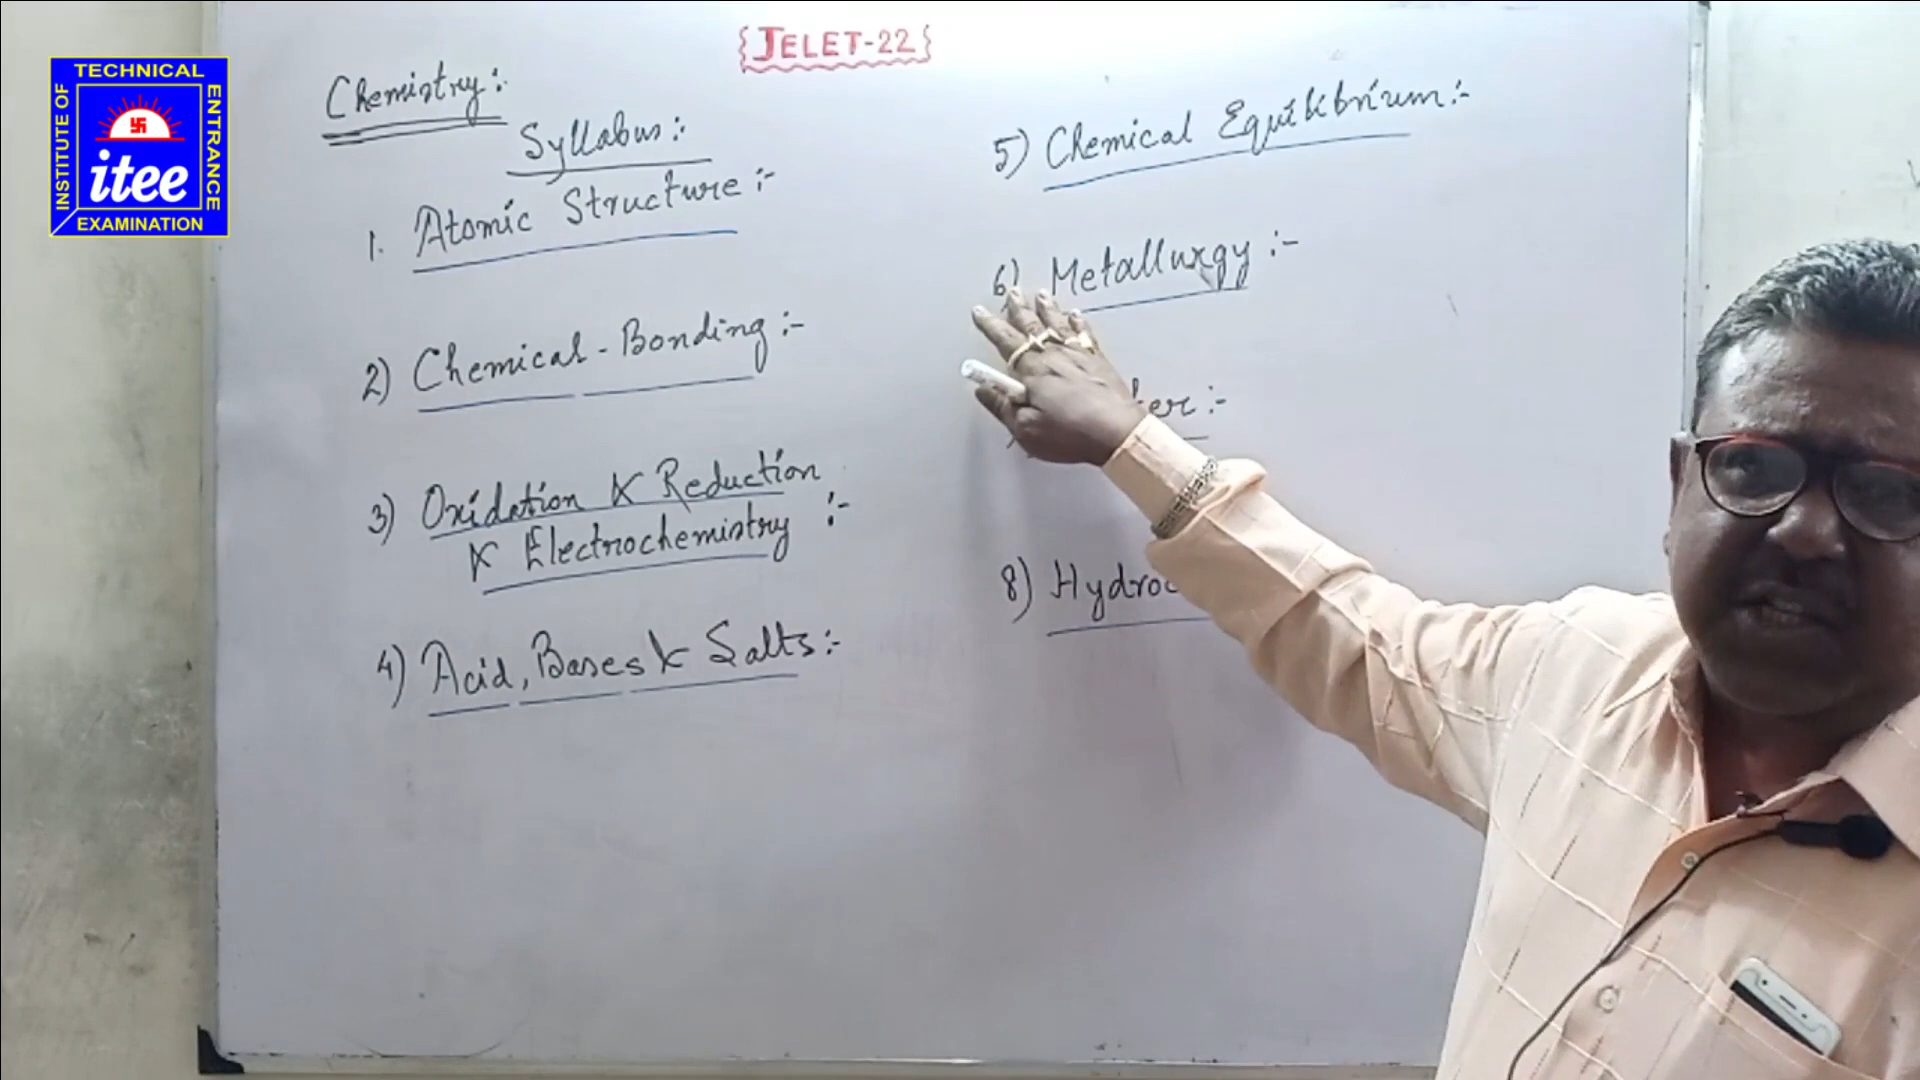 {JELET-22}
TECHNICAL
ENTRANCE
INSTITUTE OF
itee
EXAMINATION
Chemistry:
Syllabus:
1. Atomic Structure:-
2) Chemical-Bonding:-
3) Oxidation & Reduction
& Electrochemistry:-
4) Acid, Bases & Salts:-
5) Chemical Equilibrium:-
6) Metallurgy:-
8)